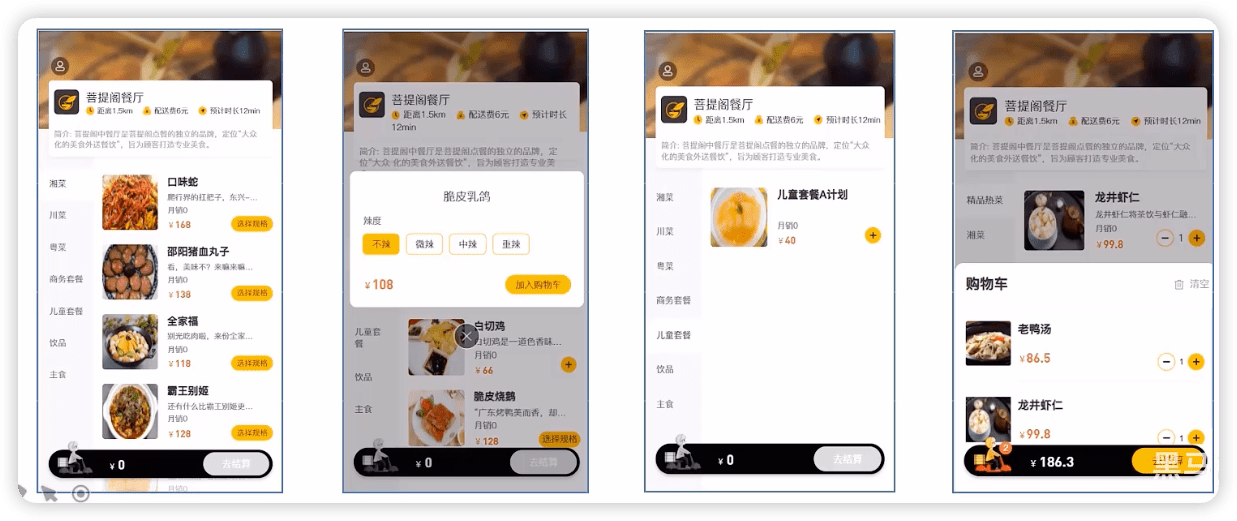 菩提阁餐厅
距离1.5km 配送费6元 预计时长12min
简介: 菩提阁中餐厅是菩提阁点餐的独立的品牌，定位“大众
化的美食外送餐饮”，旨为顾客打造专业美食。
湘菜
川菜
粤菜
商务套餐
儿童套餐
饮品
主食
口味蛇
爬行界的扛把子，东兴~...
月销0
¥168
选择规格
邵阳猪血丸子
看，美味不？来嘛来嘛...
月销0
¥138
选择规格
全家福
别光吃肉啦，来份全家...
月销0
¥118
选择规格
霸王别姬
还有什么比霸王别姬更...
月销0
¥128
选择规格
¥0
去结算
菩提阁餐厅
距离1.5km 配送费6元 预计时长
12min
简介: 菩提阁中餐厅是菩提阁点餐的独立的品牌，定
位“大众 化的美食外送餐饮”，旨为顾客打造专业美
脆皮乳鸽
辣度
不辣 微辣 中辣 重辣
¥108
加入购物车
儿童套
餐
饮品
主食
白切鸡
白切鸡是一道色香味...
月销0
¥66
脆皮烧鹅
“广东烤鸭美而香，却...
月销0
¥128
选择规格
¥0
去结算
菩提阁餐厅
距离1.5km 配送费6元 预计时长12min
简介: 菩提阁中餐厅是菩提阁点餐的独立的品牌，定位“大众
化的美食外送餐饮”，旨为顾客打造专业美食。
湘菜
川菜
粤菜
商务套餐
儿童套餐
饮品
主食
儿童套餐A计划
月销0
¥40
¥0
去结算
菩提阁餐厅
距离1.5km 配送费6元 预计时长12min
简介: 菩提阁中餐厅是菩提阁点餐的独立的品牌，定位“大众
化的美食外送餐饮”，旨为顾客打造专业美食。
精品热菜
湘菜
龙井虾仁
龙井虾仁将茶饮与虾仁融...
月销0
¥99.8
1
购物车
清空
老鸭汤
¥86.5
1
龙井虾仁
¥99.8
1
2
¥186.3